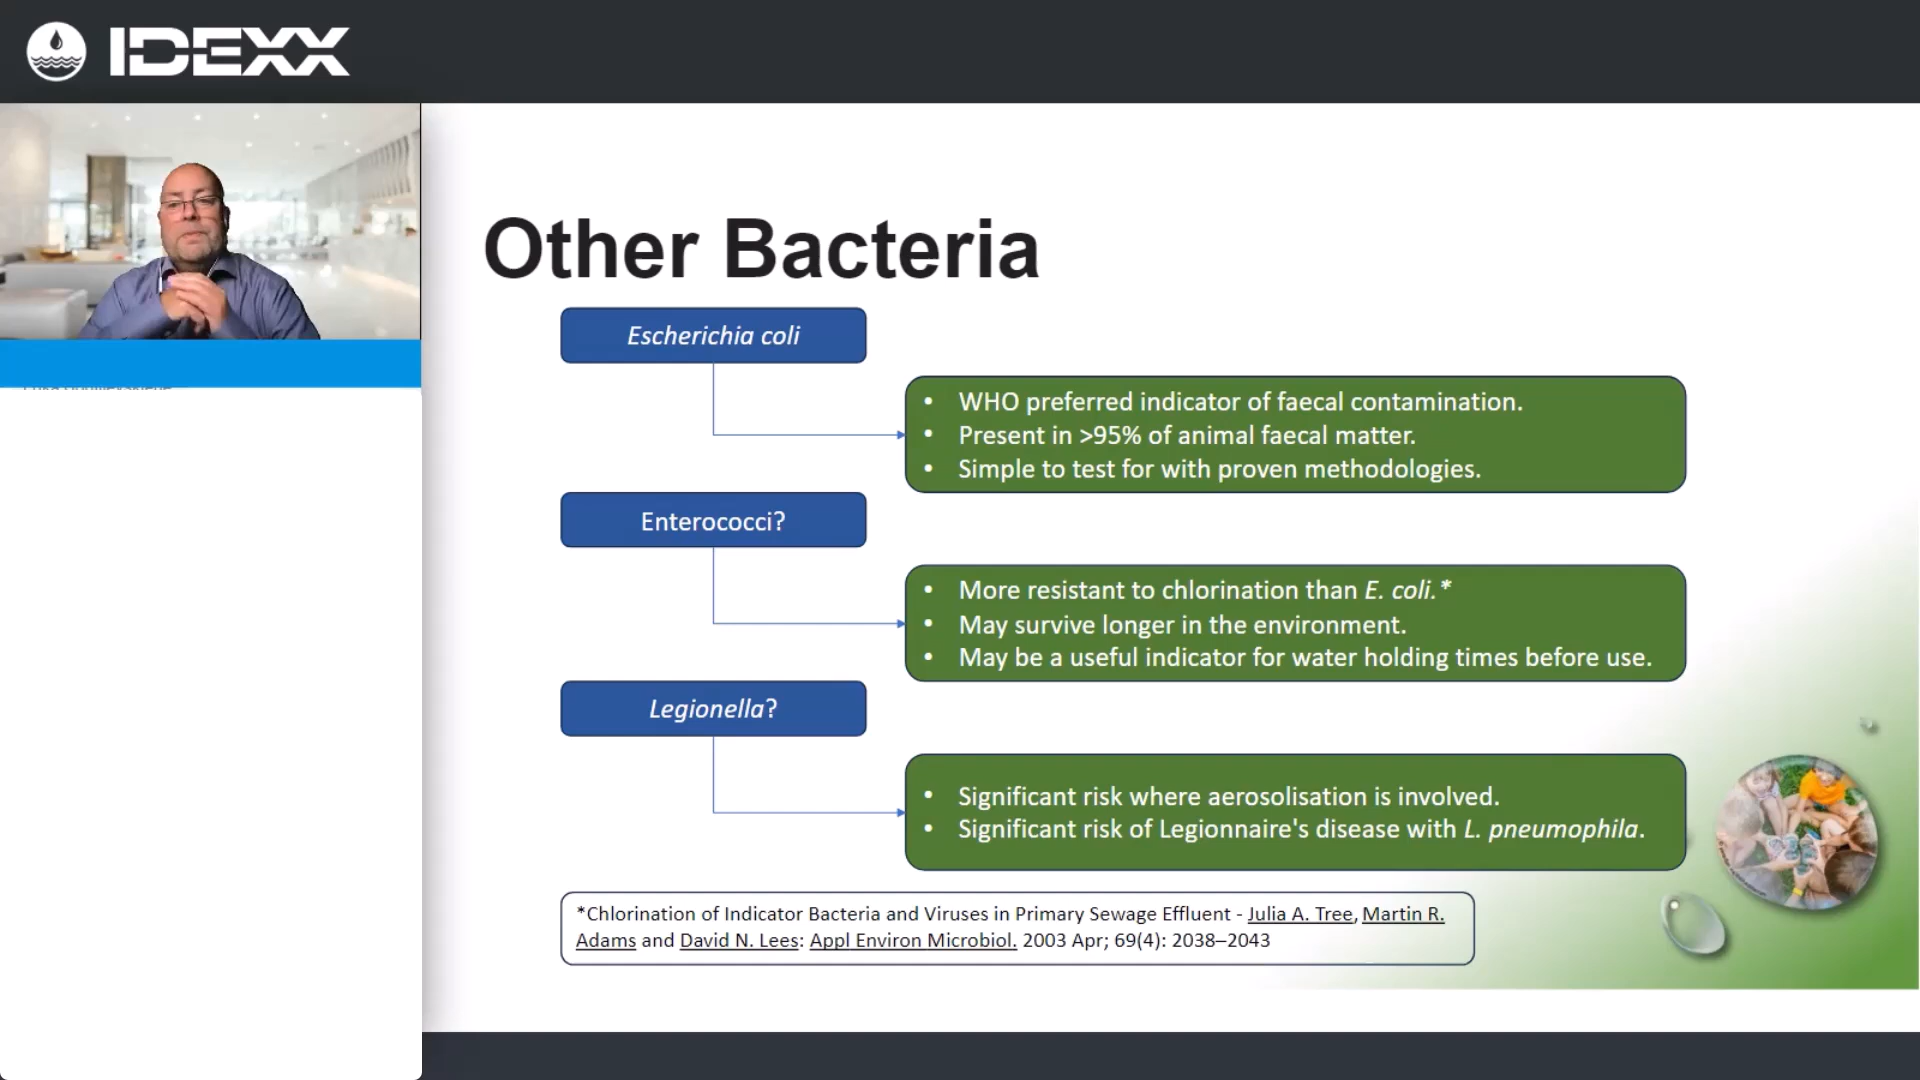 IDEXX
Other Bacteria
Escherichia coli
• WHO preferred indicator of faecal contamination.
• Present in >95% of animal faecal matter.
• Simple to test for with proven methodologies.
Enterococci?
• More resistant to chlorination than E. coli.*
• May survive longer in the environment.
• May be a useful indicator for water holding times before use.
Legionella?
• Significant risk where aerosolisation is involved.
• Significant risk of Legionnaire's disease with L. pneumophila.
*Chlorination of Indicator Bacteria and Viruses in Primary Sewage Effluent - Julia A. Tree, Martin R.
Adams and David N. Lees: Appl Environ Microbiol. 2003 Apr; 69(4): 2038–2043